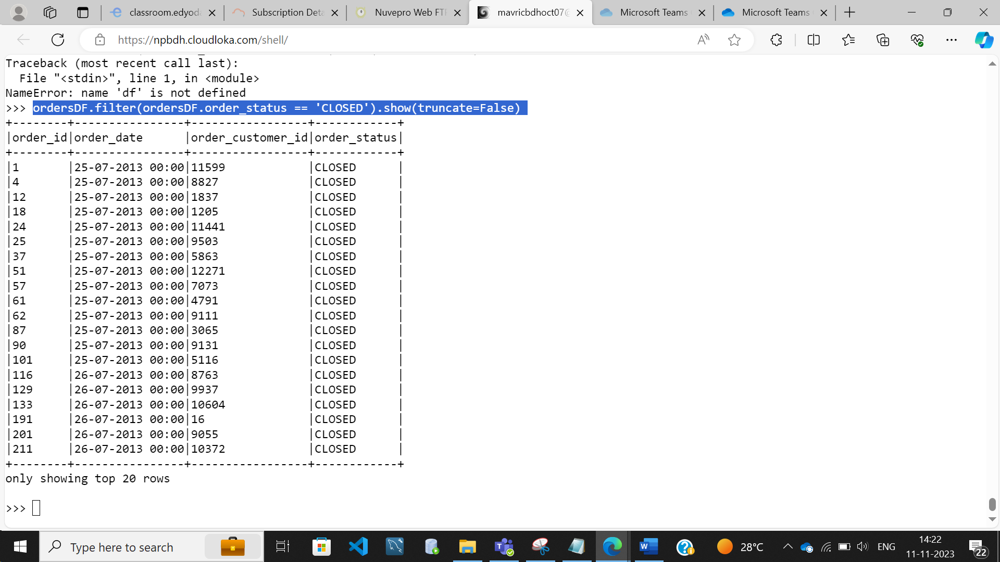 classroom.edyoda
Subscription Deta
Nuvepro Web FTP
mavricbdhoct07@
Microsoft Teams
Microsoft Teams
https://npbdh.cloudloka.com/shell/
Traceback (most recent call last):
  File "<stdin>", line 1, in <module>
NameError: name 'df' is not defined
>>> ordersDF.filter(ordersDF.order_status == 'CLOSED').show(truncate=False)
+--------+----------------+-----------------+------------+
|order_id|order_date      |order_customer_id|order_status|
+--------+----------------+-----------------+------------+
|1       |25-07-2013 00:00|11599            |CLOSED      |
|4       |25-07-2013 00:00|8827             |CLOSED      |
|12      |25-07-2013 00:00|1837             |CLOSED      |
|18      |25-07-2013 00:00|1205             |CLOSED      |
|24      |25-07-2013 00:00|11441            |CLOSED      |
|25      |25-07-2013 00:00|9503             |CLOSED      |
|37      |25-07-2013 00:00|5863             |CLOSED      |
|51      |25-07-2013 00:00|12271            |CLOSED      |
|57      |25-07-2013 00:00|7073             |CLOSED      |
|61      |25-07-2013 00:00|4791             |CLOSED      |
|62      |25-07-2013 00:00|9111             |CLOSED      |
|87      |25-07-2013 00:00|3065             |CLOSED      |
|90      |25-07-2013 00:00|9131             |CLOSED      |
|101     |25-07-2013 00:00|5116             |CLOSED      |
|116     |26-07-2013 00:00|8763             |CLOSED      |
|129     |26-07-2013 00:00|9937             |CLOSED      |
|133     |26-07-2013 00:00|10604            |CLOSED      |
|191     |26-07-2013 00:00|16               |CLOSED      |
|201     |26-07-2013 00:00|9055             |CLOSED      |
|211     |26-07-2013 00:00|10372            |CLOSED      |
+--------+----------------+-----------------+------------+
only showing top 20 rows
>>>
Type here to search
28°C
ENG
14:22
11-11-2023
22